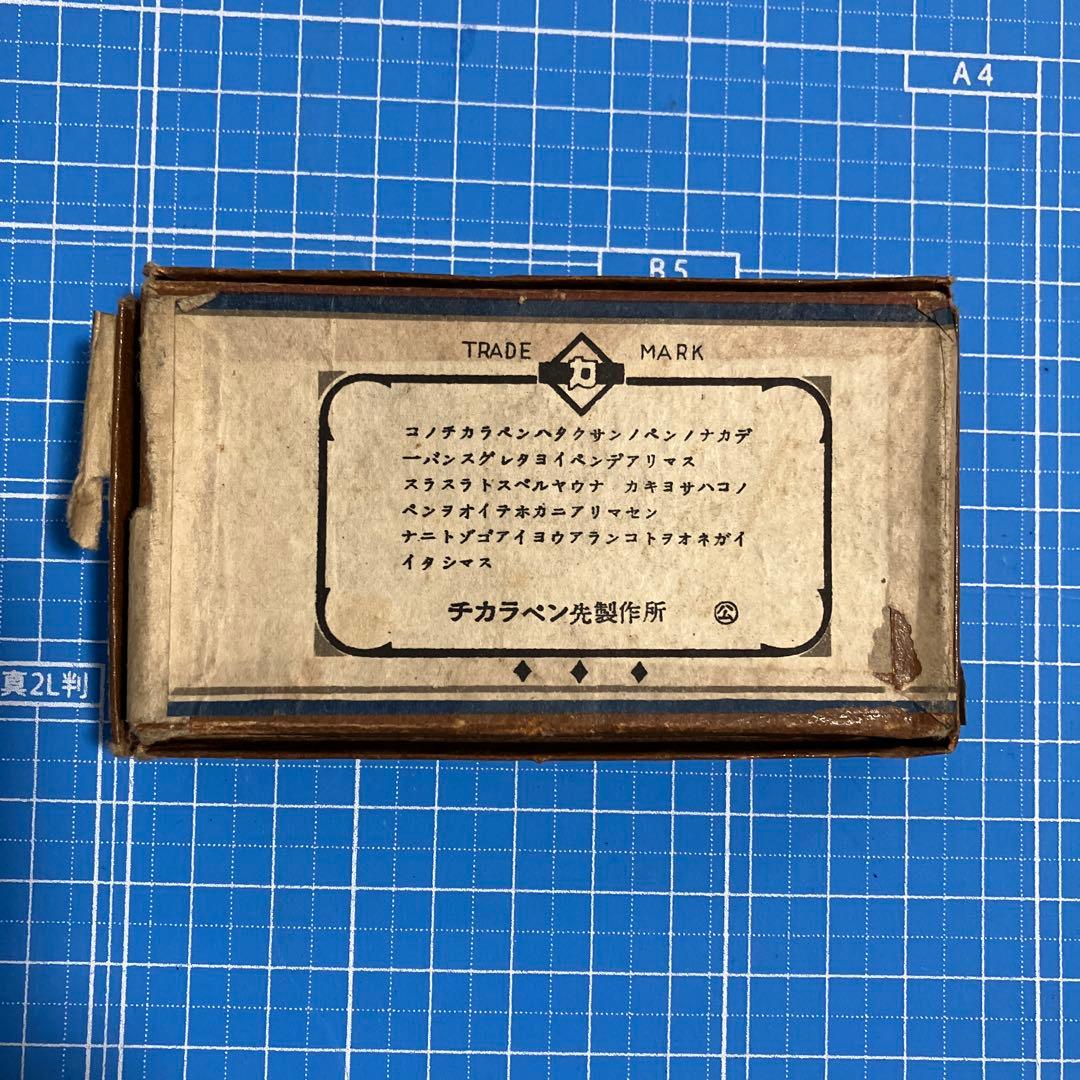 A4
B5
TRADE 力 MARK
コノチカラペンハタクサンノペンノナカデ
一バンスグレタヨイペンデアリマス
スラスラトスベルヤウナ カキヨサハコノ
ペンヲオイテホカニアリマセン
ナニトゾゴアイヨウアランコトヲオネガイ
イタシマス
チカラペン先製作所 ㊇
真2L判